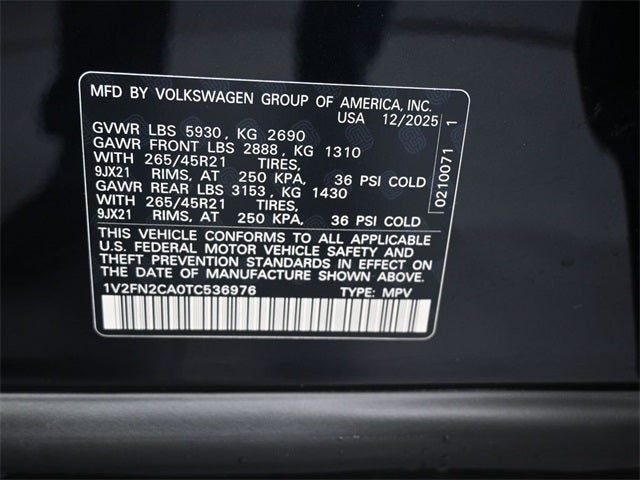 MFD BY VOLKSWAGEN GROUP OF AMERICA, INC.
USA 12/2025
GVWR LBS 5930, KG 2690
GAWR FRONT LBS 2888, KG 1310
WITH 265/45R21 TIRES,
9JX21 RIMS, AT 250 KPA, 36 PSI COLD
GAWR REAR LBS 3153, KG 1430
WITH 265/45R21 TIRES,
9JX21 RIMS, AT 250 KPA, 36 PSI COLD
0210071 1
THIS VEHICLE CONFORMS TO ALL APPLICABLE
U.S. FEDERAL MOTOR VEHICLE SAFETY AND
THEFT PREVENTION STANDARDS IN EFFECT ON
THE DATE OF MANUFACTURE SHOWN ABOVE.
1V2FN2CA0TC536976 TYPE: MPV